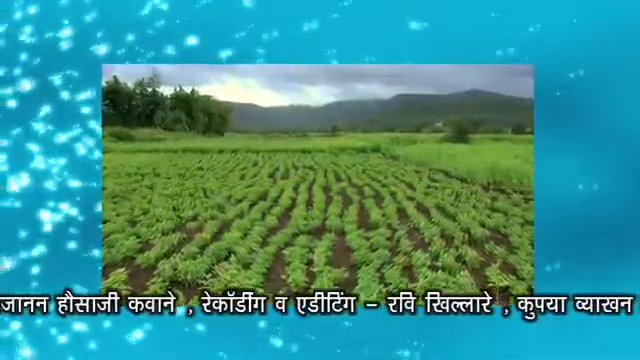 जानन हौसाजी कवाने , रेकॉर्डींग व एडीटिंग – रवि खिल्लारे , कुपया व्याखन